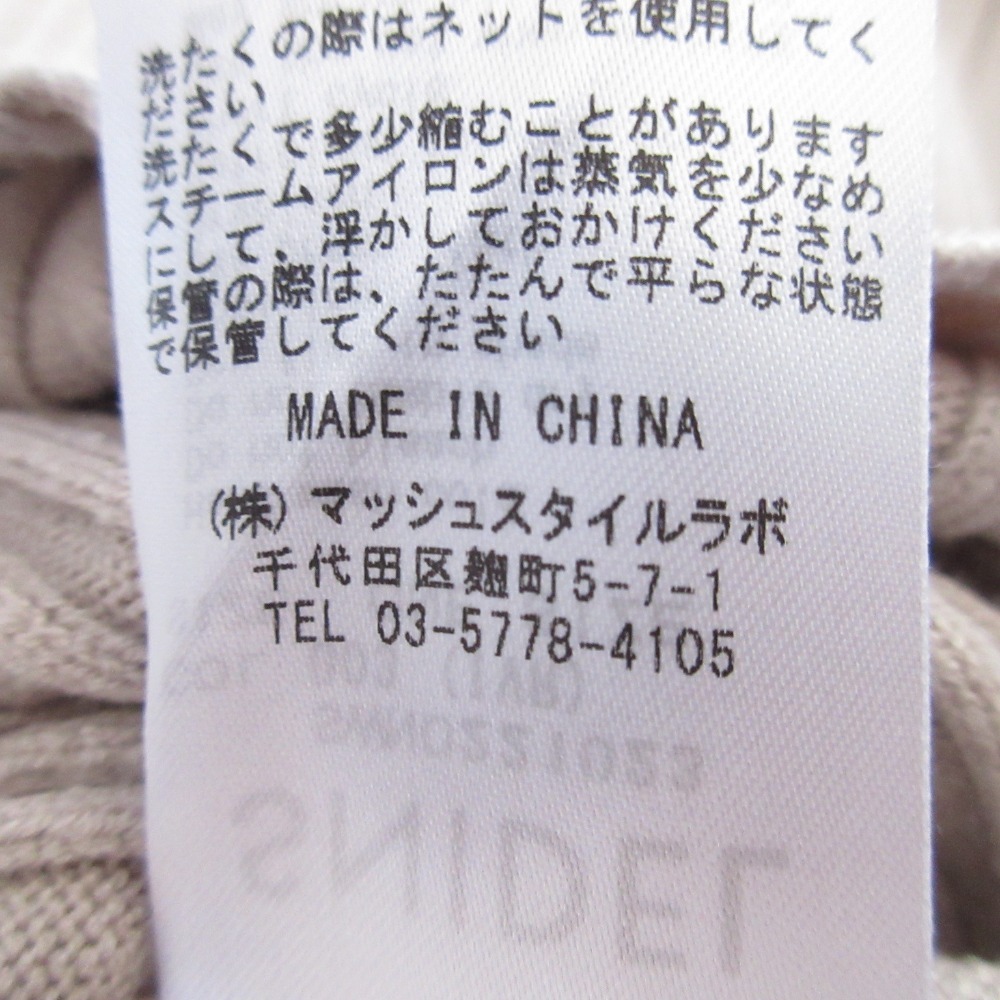 洗たくの際はネットを使用してく
ださい
洗たくで多少縮むことがあります
スチームアイロンは蒸気を少なめ
にして、浮かしておかけください
保管の際は、たたんで平らな状態
で保管してください
MADE IN CHINA
(株)マッシュスタイルラボ
千代田区麹町5-7-1
TEL 03-5778-4105
SWNO221023
SNIDEL